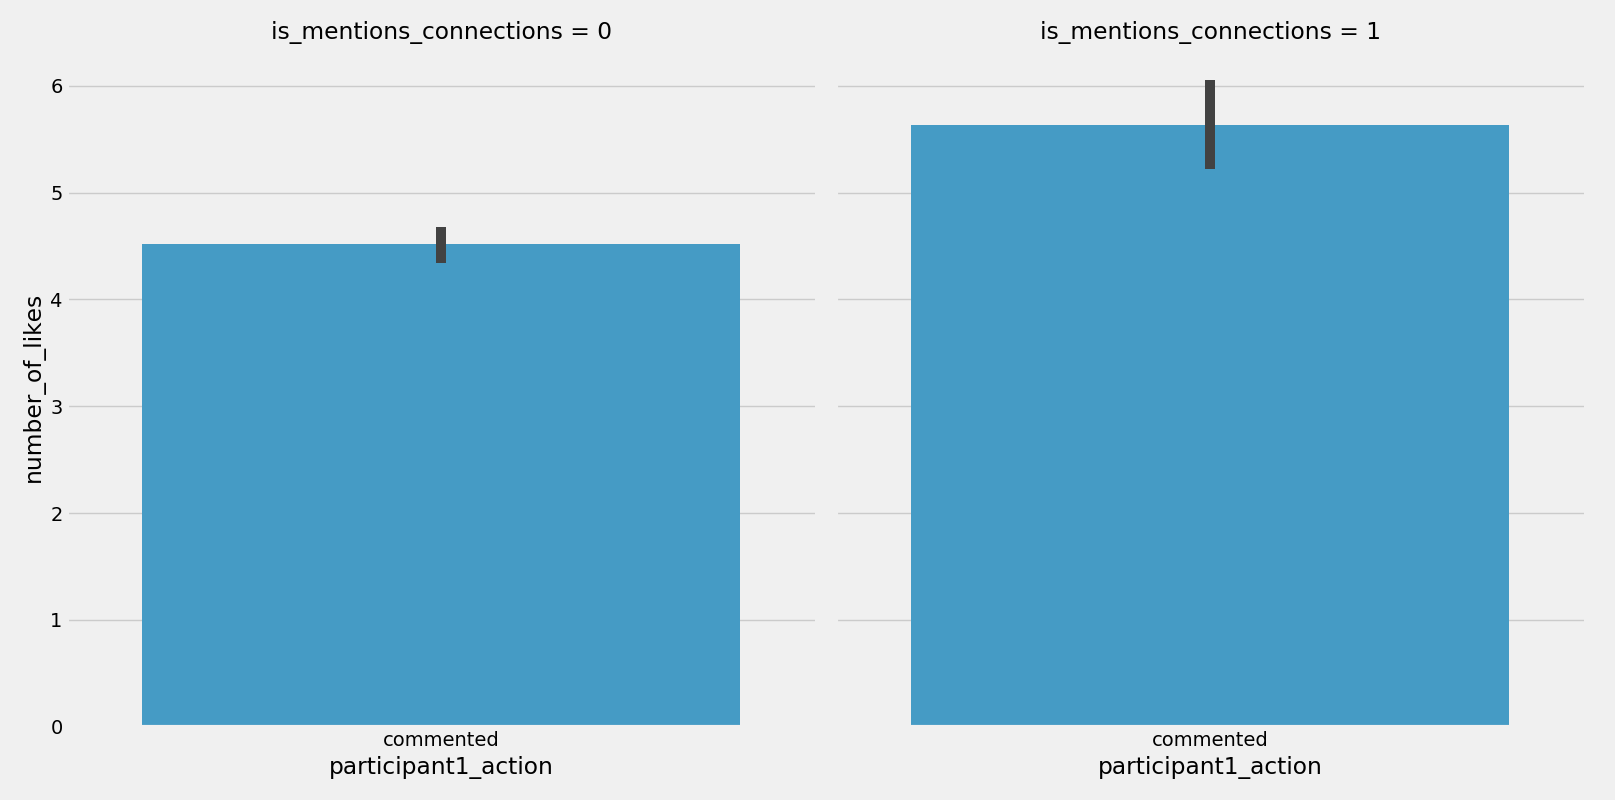 is_mentions_connections = 0
is_mentions_connections = 1
number_of_likes
6
5
4
3
2
1
0
commented
commented
participant1_action
participant1_action